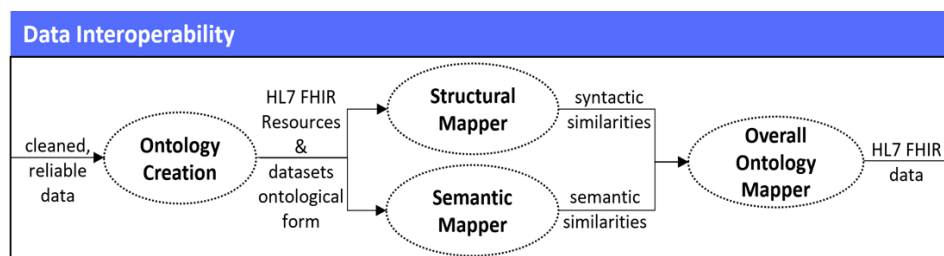 Data Interoperability
cleaned,
reliable
data
Ontology
Creation
HL7 FHIR
Resources
&
datasets
ontological
form
Structural
Mapper
Semantic
Mapper
syntactic
similarities
semantic
similarities
Overall
Ontology
Mapper
HL7 FHIR
data